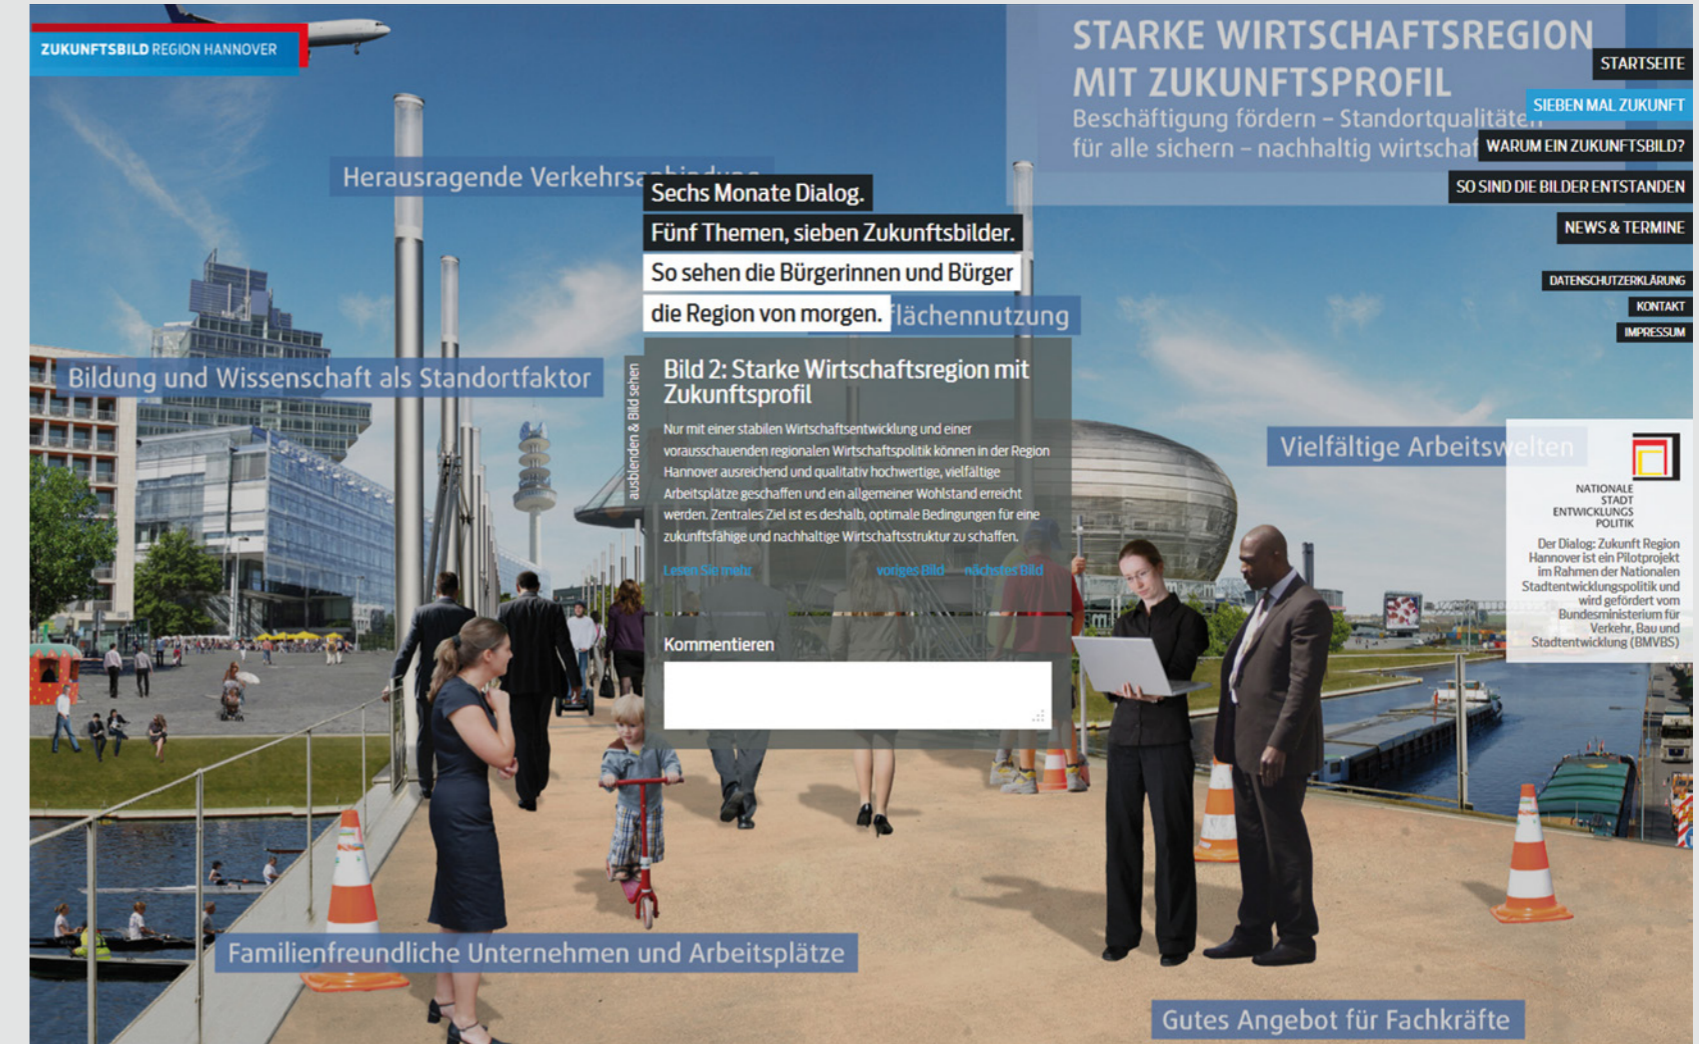 ZUKUNFTSBILD REGION HANNOVER
STARKE WIRTSCHAFTSREGION
MIT ZUKUNFTSPROFIL
Beschäftigung fördern – Standortqualitäten
für alle sichern – nachhaltig
STARTSEITE
SIEBEN MAL ZUKUNFT
WARUM EIN ZUKUNFTSBILD?
SO SIND DIE BILDER ENTSTANDEN
NEWS & TERMINE
DATENSCHUTZERKLÄRUNG
KONTAKT
IMPRESSUM
Herausragende Verkehrsanbindung
Sechs Monate Dialog.
Fünf Themen, sieben Zukunftsbilder.
So sehen die Bürgerinnen und Bürger
die Region von morgen.
Bildung und Wissenschaft als Standortfaktor
ausblenden & Bild sehen
Bild 2: Starke Wirtschaftsregion mit
Zukunftsprofil
Nur mit einer stabilen Wirtschaftsentwicklung und einer
vorausschauenden regionalen Wirtschaftspolitik können in der Region
Hannover ausreichend und qualitativ hochwertige, vielfältige
Arbeitsplätze geschaffen und ein allgemeiner Wohlstand erreicht
werden. Zentrales Ziel ist es deshalb, optimale Bedingungen für eine
zukunftsfähige und nachhaltige Wirtschaftsstruktur zu schaffen.
Lesen Sie mehr
voriges Bild nächstes Bild
Kommentieren
Vielfältige Arbeitswelten
NATIONALE
STADT
ENTWICKLUNGS
POLITIK
Der Dialog: Zukunft Region
Hannover ist ein Pilotprojekt
im Rahmen der Nationalen
Stadtentwicklungspolitik und
wird gefördert vom
Bundesministerium für
Verkehr, Bau und
Stadtentwicklung (BMVBS)
Familienfreundliche Unternehmen und Arbeitsplätze
Gutes Angebot für Fachkräfte